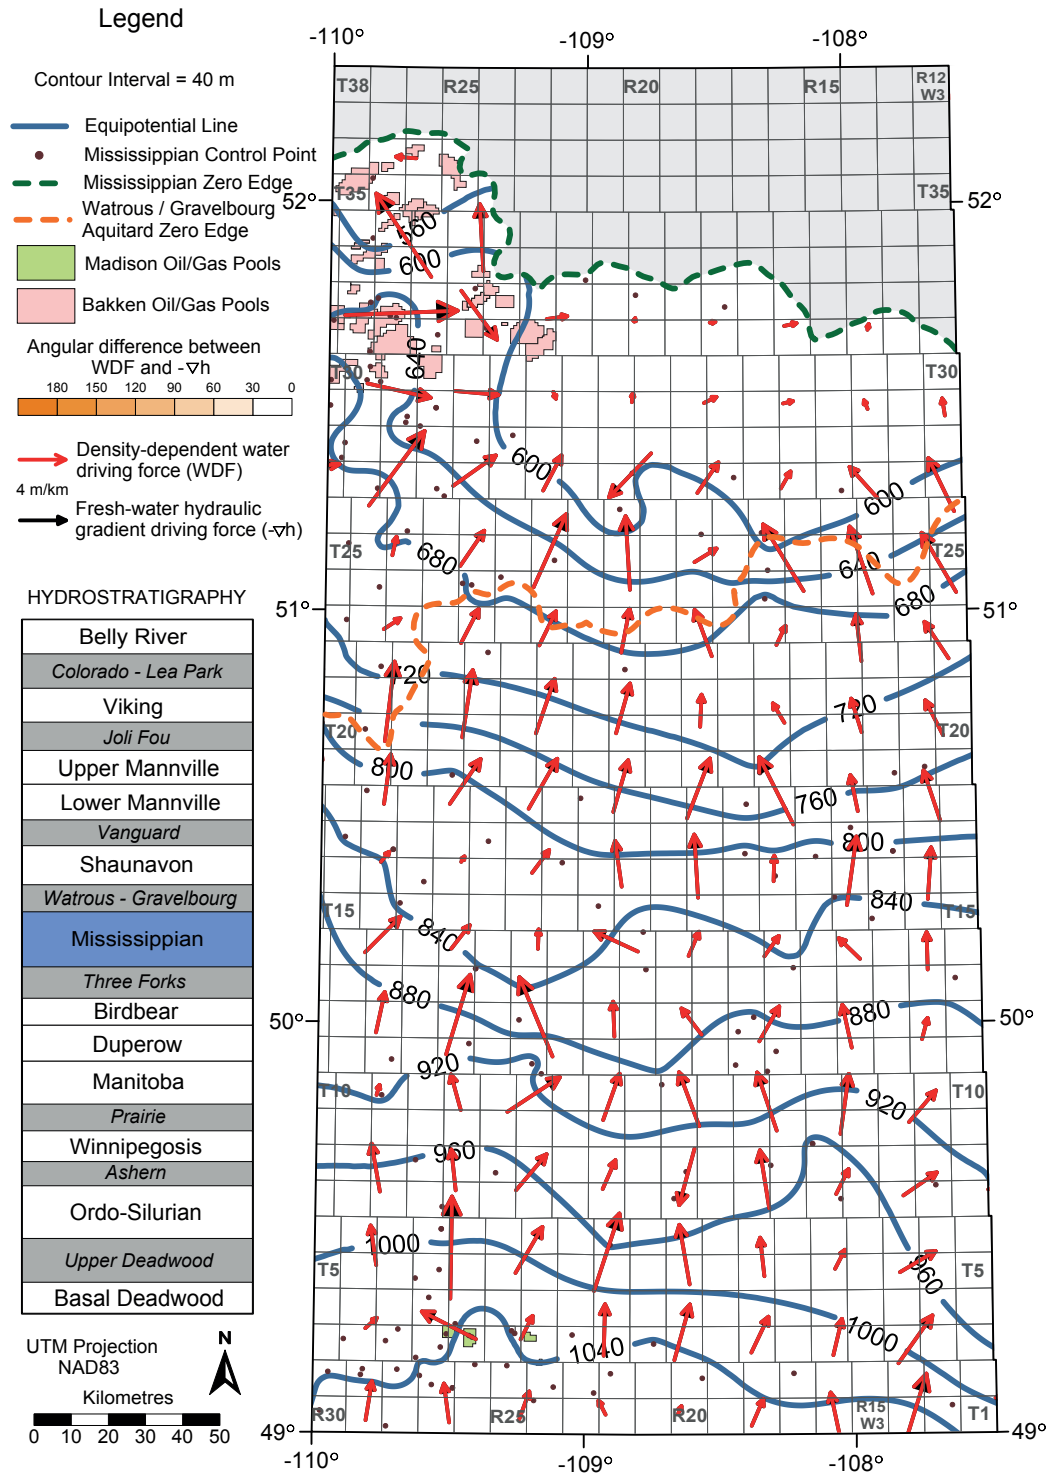 Legend
Contour Interval = 40 m
Equipotential Line
Mississippian Control Point
Mississippian Zero Edge
Watrous / Gravelbourg
Aquitard Zero Edge
Madison Oil/Gas Pools
Bakken Oil/Gas Pools
Angular difference between
WDF and -∇h
180 150 120 90 60 30 0
Density-dependent water
driving force (WDF)
4 m/km
Fresh-water hydraulic
gradient driving force (-∇h)
HYDROSTRATIGRAPHY
Belly River
Colorado - Lea Park
Viking
Joli Fou
Upper Mannville
Lower Mannville
Vanguard
Shaunavon
Watrous - Gravelbourg
Mississippian
Three Forks
Birdbear
Duperow
Manitoba
Prairie
Winnipegosis
Ashern
Ordo-Silurian
Upper Deadwood
Basal Deadwood
UTM Projection
NAD83
N
Kilometres
0 10 20 30 40 50
-110° -109° -108°
T38 R25 R20 R15 R12
W3
T35 T35
52° 52°
560
600
640
T30 T30
600
600
T25 T25
680
640
680
51° 51°
720
720
T20 T20
800
760
800
T15 T15
840
840
880
880
50° 50°
920
T10 T10
920
960
1000
T5 T5
960
1000
1040
R30 R25 R20 R15
W3
T1
49° 49°
-110° -109° -108°